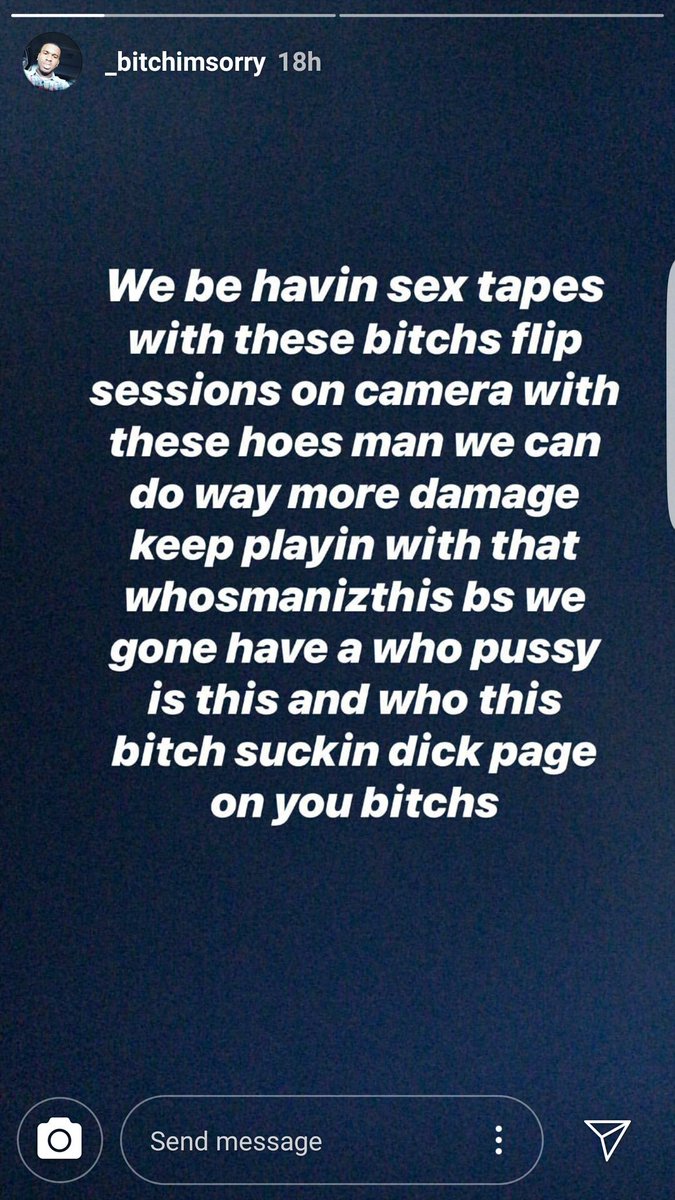 _bitchimsorry 18h
We be havin sex tapes
with these bitchs flip
sessions on camera with
these hoes man we can
do way more damage
keep playin with that
whosmanizthis bs we
gone have a who pussy
is this and who this
bitch suckin dick page
on you bitchs
Send message